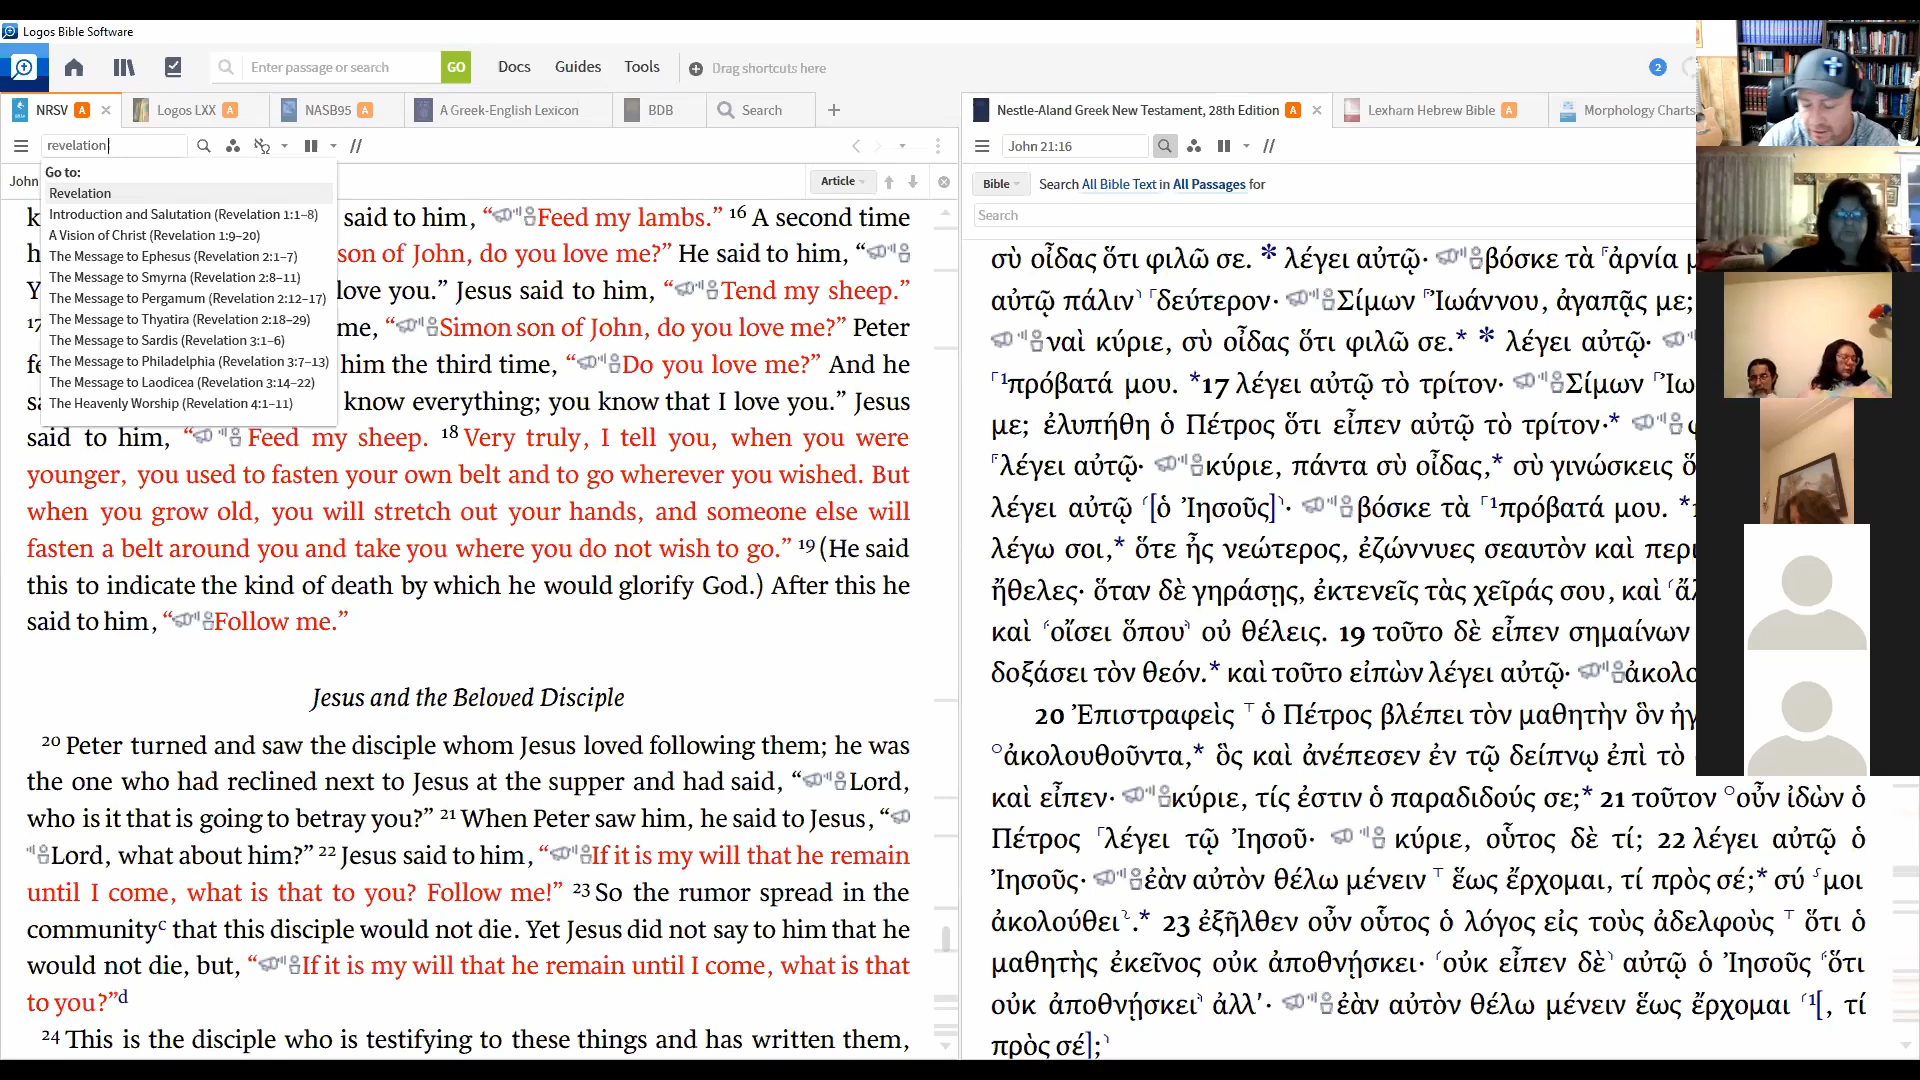 Logos Bible Software
Enter passage or search
GO
Docs
Guides
Tools
Drag shortcuts here
2
NRSV A
Logos LXX A
NASB95 A
A Greek-English Lexicon
BDB
Search
revelation
John
Article
Go to:
Revelation
Introduction and Salutation (Revelation 1:1–8)
A Vision of Christ (Revelation 1:9–20)
The Message to Ephesus (Revelation 2:1–7)
The Message to Smyrna (Revelation 2:8–11)
The Message to Pergamum (Revelation 2:12–17)
The Message to Thyatira (Revelation 2:18–29)
The Message to Sardis (Revelation 3:1–6)
The Message to Philadelphia (Revelation 3:7–13)
The Message to Laodicea (Revelation 3:14–22)
The Heavenly Worship (Revelation 4:1–11)
said to him, “Feed my lambs.” 16 A second time
son of John, do you love me?” He said to him, “
love you.” Jesus said to him, “Tend my sheep.”
17 me, “Simon son of John, do you love me?” Peter
him the third time, “Do you love me?” And he
know everything; you know that I love you.” Jesus
said to him, “Feed my sheep. 18 Very truly, I tell you, when you were
younger, you used to fasten your own belt and to go wherever you wished. But
when you grow old, you will stretch out your hands, and someone else will
fasten a belt around you and take you where you do not wish to go.” 19 (He said
this to indicate the kind of death by which he would glorify God.) After this he
said to him, “Follow me.”
Jesus and the Beloved Disciple
20 Peter turned and saw the disciple whom Jesus loved following them; he was
the one who had reclined next to Jesus at the supper and had said, “Lord,
who is it that is going to betray you?” 21 When Peter saw him, he said to Jesus, “
Lord, what about him?” 22 Jesus said to him, “If it is my will that he remain
until I come, what is that to you? Follow me!” 23 So the rumor spread in the
communityc that this disciple would not die. Yet Jesus did not say to him that he
would not die, but, “If it is my will that he remain until I come, what is that
to you?”d
24 This is the disciple who is testifying to these things and has written them,
Nestle-Aland Greek New Testament, 28th Edition A
Lexham Hebrew Bible A
Morphology Charts
John 21:16
Bible
Search All Bible Text in All Passages for
Search
σὺ οἶδας ὅτι φιλῶ σε. * λέγει αὐτῷ· βόσκε τὰ ⸀ἀρνία
αὐτῷ πάλιν⸃ ⸂δεύτερον· Σίμων ⸀Ἰωάννου, ἀγαπᾷς με;
ναὶ κύριε, σὺ οἶδας ὅτι φιλῶ σε.* * λέγει αὐτῷ·
⸀1πρόβατά μου. *17 λέγει αὐτῷ τὸ τρίτον· Σίμων
με; ἐλυπήθη ὁ Πέτρος ὅτι εἶπεν αὐτῷ τὸ τρίτον·*
⸀λέγει αὐτῷ· κύριε, πάντα σὺ οἶδας,* σὺ γινώσκεις
λέγει αὐτῷ ⸂[ὁ Ἰησοῦς]⸃· βόσκε τὰ ⸀1πρόβατά μου. *
λέγω σοι,* ὅτε ἦς νεώτερος, ἐζώννυες σεαυτὸν καὶ
ἤθελες· ὅταν δὲ γηράσῃς, ἐκτενεῖς τὰς χεῖράς σου, καὶ
καὶ ⸂οἴσει ὅπου⸃ οὐ θέλεις. 19 τοῦτο δὲ εἶπεν σημαίνων
δοξάσει τὸν θεόν.* καὶ τοῦτο εἰπὼν λέγει αὐτῷ·
20 Ἐπιστραφεὶς ⸆ ὁ Πέτρος βλέπει τὸν μαθητὴν ὃν
⸋ἀκολουθοῦντα,* ὃς καὶ ἀνέπεσεν ἐν τῷ δείπνῳ ἐπὶ τὸ
καὶ εἶπεν· κύριε, τίς ἐστιν ὁ παραδιδούς σε;* 21 τοῦτον ⸰οὖν ἰδὼν ὁ
Πέτρος ⸀λέγει τῷ Ἰησοῦ· κύριε, οὗτος δὲ τί; 22 λέγει αὐτῷ ὁ
Ἰησοῦς· ἐὰν αὐτὸν θέλω μένειν ⸆ ἕως ἔρχομαι, τί πρὸς σέ;* σύ ⸉μοι
ἀκολούθει⸊.* 23 ἐξῆλθεν οὖν οὗτος ὁ λόγος εἰς τοὺς ἀδελφοὺς ⸆ ὅτι ὁ
μαθητὴς ἐκεῖνος οὐκ ἀποθνῄσκει· ⸂οὐκ εἶπεν δὲ⸃ αὐτῷ ὁ Ἰησοῦς ⸂ὅτι
οὐκ ἀποθνῄσκει⸃ ἀλλ’· ἐὰν αὐτὸν θέλω μένειν ἕως ἔρχομαι ⸂1[, τί
πρὸς σέ];⸃